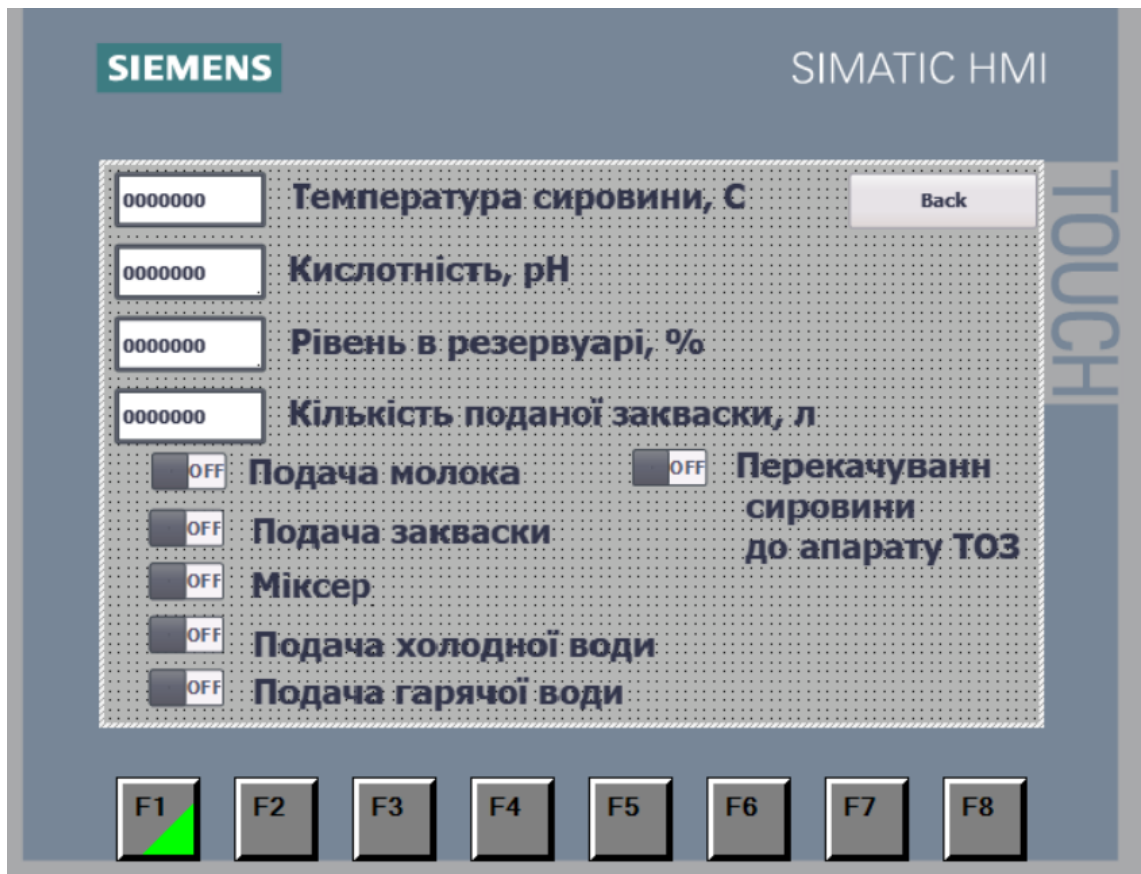 SIEMENS
SIMATIC HMI
TOUCH
0000000 Температура сировини, С
Back
0000000 Кислотність, рН
0000000 Рівень в резервуарі, %
0000000 Кількість поданої закваски, л
OFF Подача молока
OFF Перекачуванн
сировини
до апарату ТОЗ
OFF Подача закваски
OFF Міксер
OFF Подача холодної води
OFF Подача гарячої води
F1 F2 F3 F4 F5 F6 F7 F8